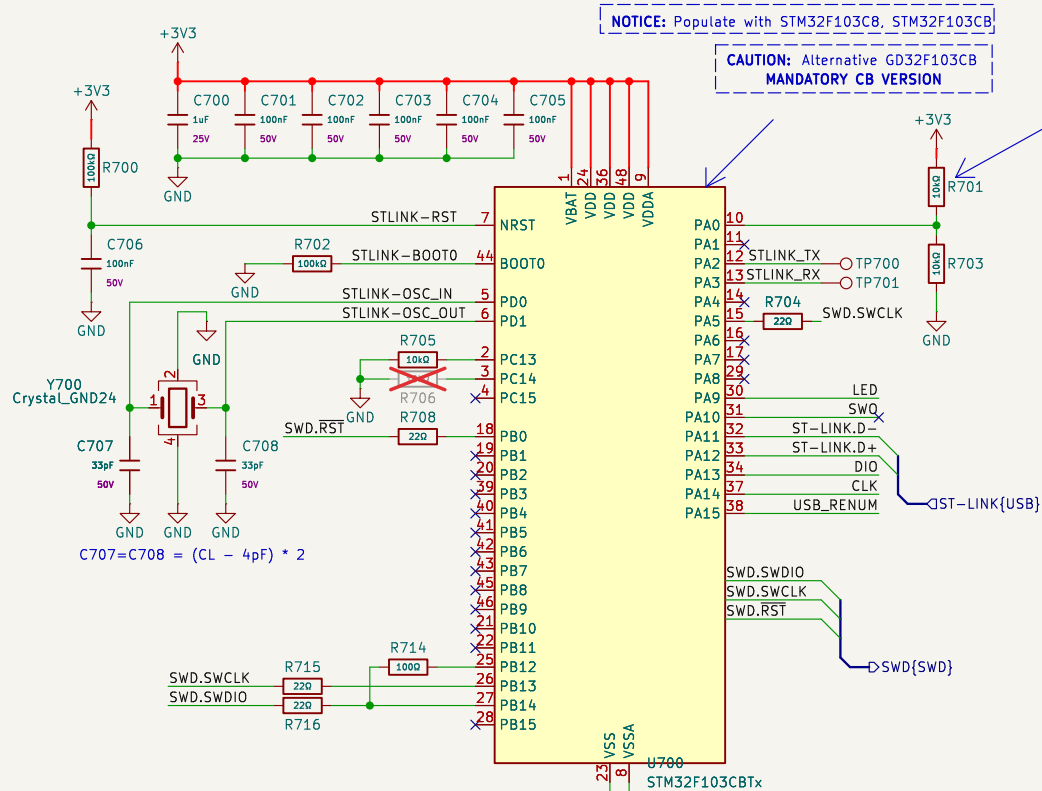 NOTICE: Populate with STM32F103C8, STM32F103CB
CAUTION: Alternative GD32F103CB
MANDATORY CB VERSION
+3V3
+3V3
+3V3
C700
1uF
25V
C701
100nF
50V
C702
100nF
50V
C703
100nF
50V
C704
100nF
50V
C705
100nF
50V
GND
R700
100kΩ
C706
100nF
50V
GND
R701
10kΩ
R703
10kΩ
GND
1 VBAT
24 VDD
36 VDD
48 VDD
9 VDDA
STLINK-RST 7 NRST
R702
100kΩ
GND
STLINK-BOOT0 44 BOOT0
STLINK-OSC_IN 5 PD0
STLINK-OSC_OUT 6 PD1
GND
Y700
Crystal_GND24
1
2
3
4
C707
33pF
50V
C708
33pF
50V
GND
GND
GND
C707=C708 = (CL - 4pF) * 2
R705
10kΩ
2 PC13
3 PC14
R706
GND
4 PC15
SWD.RST
R708
22Ω
18 PB0
19 PB1
20 PB2
39 PB3
40 PB4
41 PB5
42 PB6
43 PB7
45 PB8
46 PB9
21 PB10
22 PB11
R714
100Ω
25 PB12
SWD.SWCLK
R715
22Ω
26 PB13
SWD.SWDIO
22Ω
R716
27 PB14
28 PB15
PA0 10
PA1 11
PA2 12 STLINK_TX TP700
PA3 13 STLINK_RX TP701
PA4 14
PA5 15
R704
22Ω
SWD.SWCLK
PA6 16
PA7 17
PA8 29
PA9 30 LED
PA10 31 SWO
PA11 32 ST-LINK.D-
PA12 33 ST-LINK.D+
PA13 34 DIO
PA14 37 CLK
PA15 38 USB_RENUM
ST-LINK{USB}
SWD.SWDIO
SWD.SWCLK
SWD.RST
SWD{SWD}
23 VSS
8 VSSA
U700
STM32F103CBTx